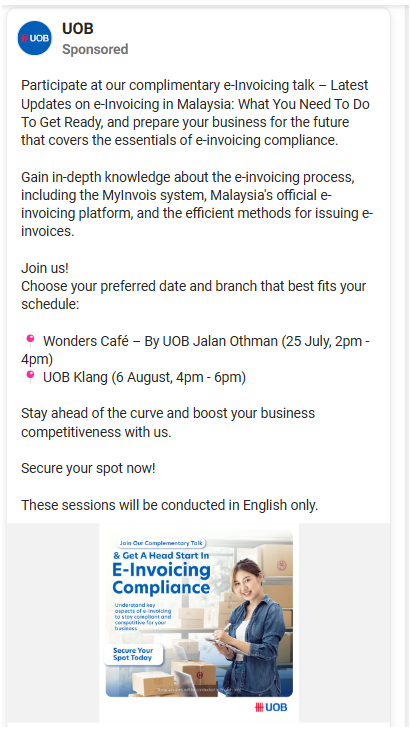 UOB
UOB
Sponsored
Participate at our complimentary e-Invoicing talk – Latest
Updates on e-Invoicing in Malaysia: What You Need To Do
To Get Ready, and prepare your business for the future
that covers the essentials of e-invoicing compliance.
Gain in-depth knowledge about the e-invoicing process,
including the MyInvois system, Malaysia's official e-
invoicing platform, and the efficient methods for issuing e-
invoices.
Join us!
Choose your preferred date and branch that best fits your
schedule:
📍 Wonders Café – By UOB Jalan Othman (25 July, 2pm -
4pm)
📍 UOB Klang (6 August, 4pm - 6pm)
Stay ahead of the curve and boost your business
competitiveness with us.
Secure your spot now!
These sessions will be conducted in English only.
Join Our Complementary Talk
& Get A Head Start In
E-Invoicing
Compliance
Understand key
aspects of e-Invoicing
to stay compliant and
competitive for your
business
Secure Your
Spot Today
UOB